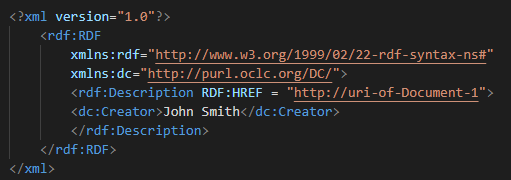 <?xml version="1.0"?>
<rdf:RDF
xmlns:rdf="http://www.w3.org/1999/02/22-rdf-syntax-ns#"
xmlns:dc="http://purl.oclc.org/DC/">
<rdf:Description RDF:HREF = "http://uri-of-Document-1">
<dc:Creator>John Smith</dc:Creator>
</rdf:Description>
</rdf:RDF>
</xml>